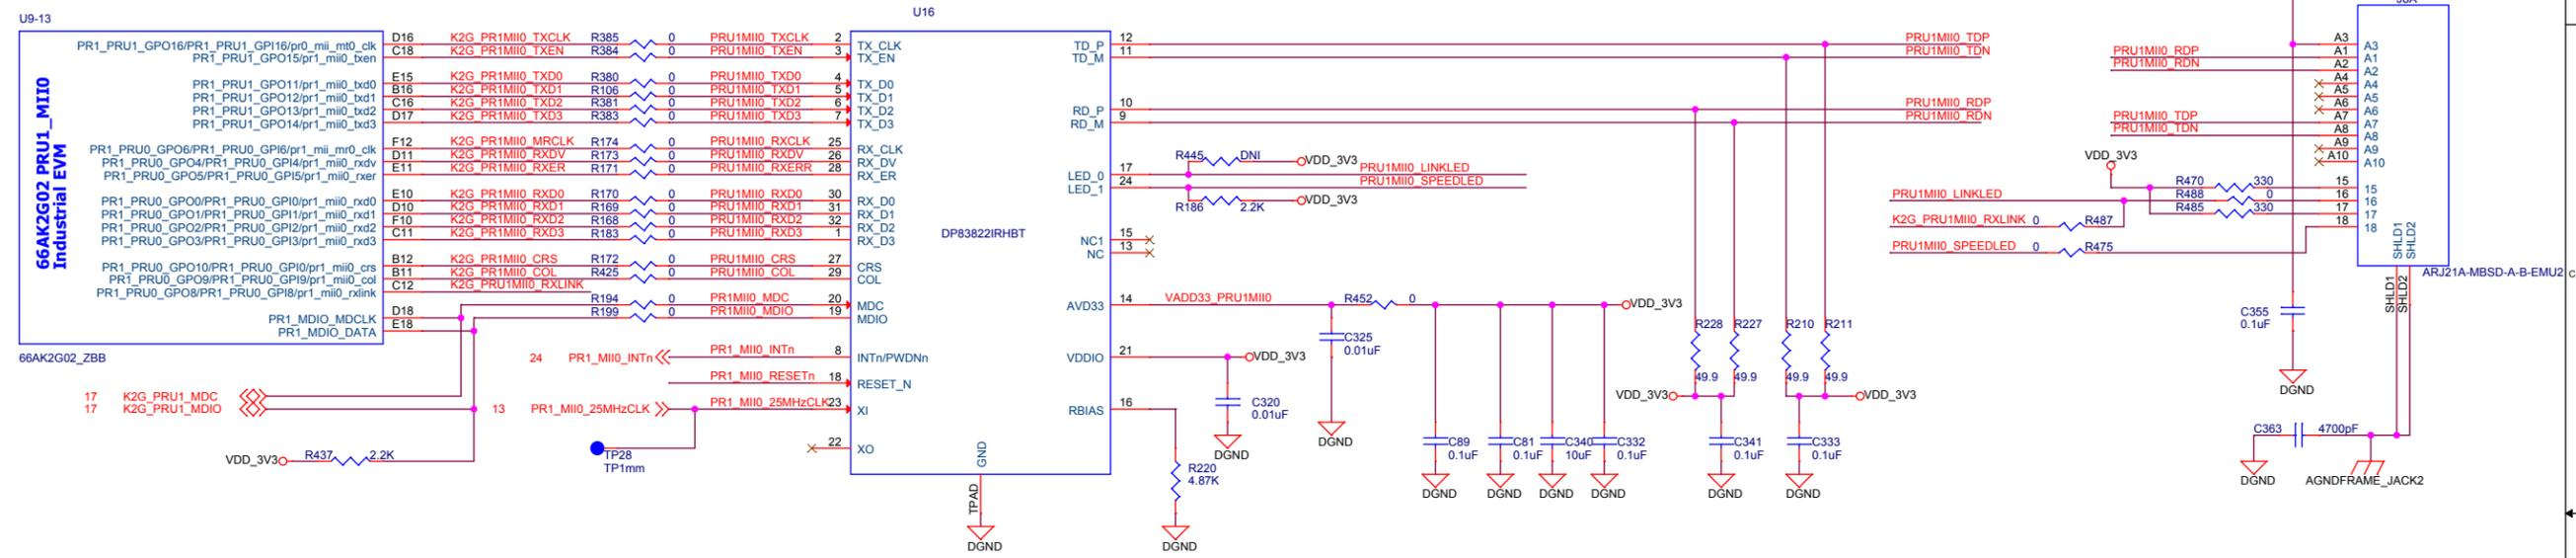 U9-13
66AK2G02 PRU1_MII0
Industrial EVM
PR1_PRU1_GPO16/PR1_PRU1_GPI16/pr0_mii_mt0_clk D16 K2G_PR1MII0_TXCLK R385 0 PRU1MII0_TXCLK 2 TX_CLK
PR1_PRU1_GPO15/pr1_mii0_txen C18 K2G_PR1MII0_TXEN R384 0 PRU1MII0_TXEN 3 TX_EN
PR1_PRU1_GPO11/pr1_mii0_txd0 E15 K2G_PR1MII0_TXD0 R380 0 PRU1MII0_TXD0 4 TX_D0
PR1_PRU1_GPO12/pr1_mii0_txd1 B16 K2G_PR1MII0_TXD1 R106 0 PRU1MII0_TXD1 5 TX_D1
PR1_PRU1_GPO13/pr1_mii0_txd2 C16 K2G_PR1MII0_TXD2 R381 0 PRU1MII0_TXD2 6 TX_D2
PR1_PRU1_GPO14/pr1_mii0_txd3 D17 K2G_PR1MII0_TXD3 R383 0 PRU1MII0_TXD3 7 TX_D3
PR1_PRU0_GPO6/PR1_PRU0_GPI6/pr1_mii_mr0_clk F12 K2G_PR1MII0_MRCLK R174 0 PRU1MII0_RXCLK 25 RX_CLK
PR1_PRU0_GPO4/PR1_PRU0_GPI4/pr1_mii0_rxdv D11 K2G_PR1MII0_RXDV R173 0 PRU1MII0_RXDV 26 RX_DV
PR1_PRU0_GPO5/PR1_PRU0_GPI5/pr1_mii0_rxer E11 K2G_PR1MII0_RXER R171 0 PRU1MII0_RXERR 28 RX_ER
PR1_PRU0_GPO0/PR1_PRU0_GPI0/pr1_mii0_rxd0 E10 K2G_PR1MII0_RXD0 R170 0 PRU1MII0_RXD0 30 RX_D0
PR1_PRU0_GPO1/PR1_PRU0_GPI1/pr1_mii0_rxd1 D10 K2G_PR1MII0_RXD1 R169 0 PRU1MII0_RXD1 31 RX_D1
PR1_PRU0_GPO2/PR1_PRU0_GPI2/pr1_mii0_rxd2 F10 K2G_PR1MII0_RXD2 R168 0 PRU1MII0_RXD2 32 RX_D2
PR1_PRU0_GPO3/PR1_PRU0_GPI3/pr1_mii0_rxd3 C11 K2G_PR1MII0_RXD3 R183 0 PRU1MII0_RXD3 1 RX_D3
PR1_PRU0_GPO10/PR1_PRU0_GPI0/pr1_mii0_crs B12 K2G_PR1MII0_CRS R172 0 PRU1MII0_CRS 27 CRS
PR1_PRU0_GPO9/PR1_PRU0_GPI9/pr1_mii0_col B11 K2G_PR1MII0_COL R425 0 PRU1MII0_COL 29 COL
PR1_PRU0_GPO8/PR1_PRU0_GPI8/pr1_mii0_rxlink C12 K2G_PRU1MII0_RXLINK
R194 0 PR1MII0_MDC 20 MDC
PR1_MDIO_MDCLK D18 R199 0 PR1MII0_MDIO 19 MDIO
PR1_MDIO_DATA E18
66AK2G02_ZBB
24 PR1_MII0_INTn PR1_MII0_INTn 8 INTn/PWDNn
PR1_MII0_RESETn 18 RESET_N
17 K2G_PRU1_MDC
17 K2G_PRU1_MDIO
13 PR1_MII0_25MHzCLK PR1_MII0_25MHzCLK 23 XI
22 XO
VDD_3V3 R437 2.2K
TP28
TP1mm
U16
DP83822IRHBT
GND
TPAD
DGND
TD_P 12 PRU1MII0_TDP
TD_M 11 PRU1MII0_TDN
RD_P 10 PRU1MII0_RDP
RD_M 9 PRU1MII0_RDN
R445 DNI VDD_3V3
LED_0 17 PRU1MII0_LINKLED
LED_1 24 PRU1MII0_SPEEDLED
R186 2.2K VDD_3V3
NC1 15
NC 13
AVD33 14 VADD33_PRU1MII0 R452 0 VDD_3V3
C325
0.01uF
DGND
VDDIO 21 VDD_3V3
C320
0.01uF
DGND
RBIAS 16
R220
4.87K
DGND
C89
0.1uF
DGND
C81
0.1uF
DGND
C340
10uF
DGND
C332
0.1uF
DGND
R228 R227 R210 R211
49.9 49.9 49.9 49.9
VDD_3V3 VDD_3V3
C341
0.1uF
DGND
C333
0.1uF
DGND
A3 A3
PRU1MII0_RDP A1 A1
PRU1MII0_RDN A2 A2
A4 A4
A5 A5
A6 A6
PRU1MII0_TDP A7 A7
PRU1MII0_TDN A8 A8
A9 A9
A10 A10
VDD_3V3
R470 330 15 15
PRU1MII0_LINKLED R488 0 16 16
R485 330 17 17
K2G_PRU1MII0_RXLINK 0 R487 18 18
PRU1MII0_SPEEDLED 0 R475
SHLD1
SHLD2
ARJ21A-MBSD-A-B-EMU2
SHLD1
SHLD2
C355
0.1uF
DGND
C363 4700pF
DGND
AGNDFRAME_JACK2